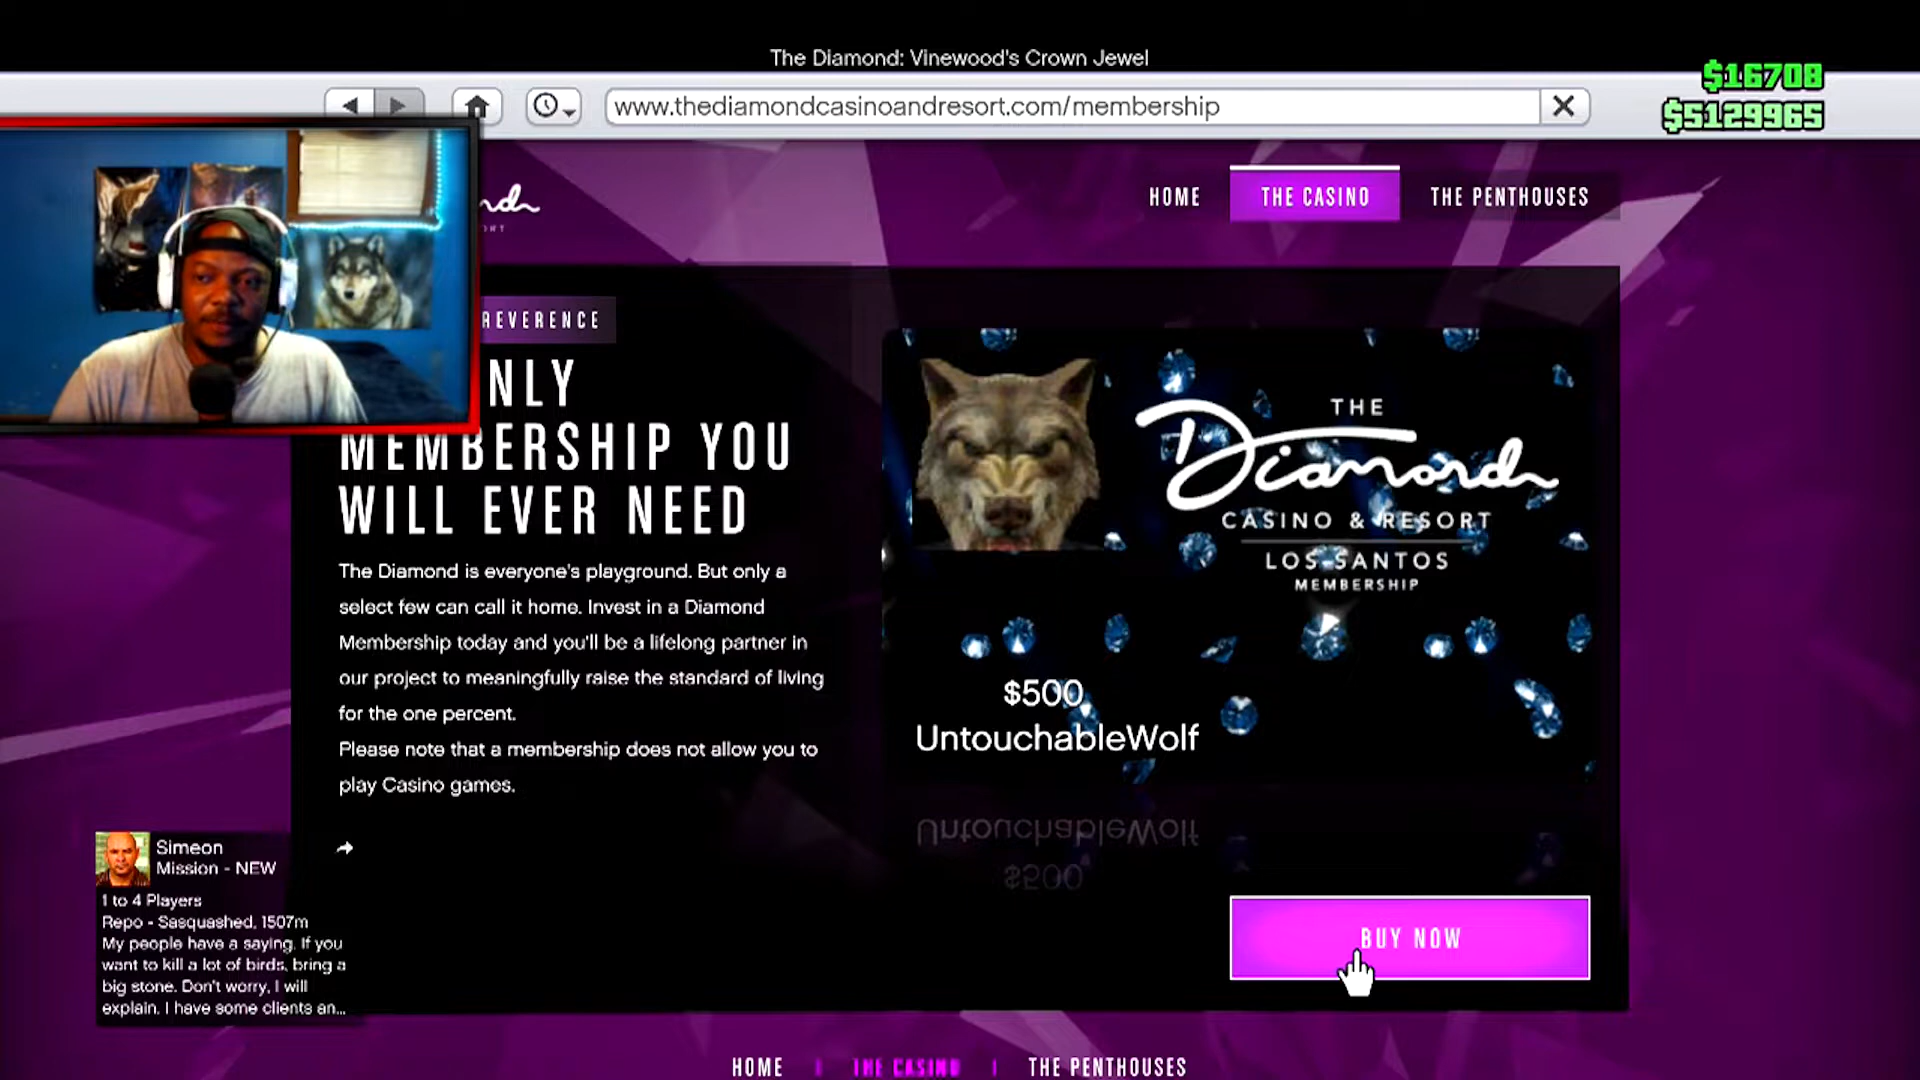 The Diamond: Vinewood's Crown Jewel
$16708
www.thediamondcasinoandresort.com/membership
$5129965
HOME
THE CASINO
THE PENTHOUSES
REVERENCE
NLY
MEMBERSHIP YOU
WILL EVER NEED
The Diamond is everyone's playground. But only a
select few can call it home. Invest in a Diamond
Membership today and you'll be a lifelong partner in
our project to meaningfully raise the standard of living
for the one percent.
Please note that a membership does not allow you to
play Casino games.
THE
Diamond
CASINO & RESORT
LOS SANTOS
MEMBERSHIP
$500
UntouchableWolf
UntouchableWolf
$500
BUY NOW
Simeon
Mission - NEW
1 to 4 Players
Repo - Sasquashed, 1507m
My people have a saying. If you
want to kill a lot of birds, bring a
big stone. Don't worry, I will
explain. I have some clients an...
HOME
THE CASINO
THE PENTHOUSES